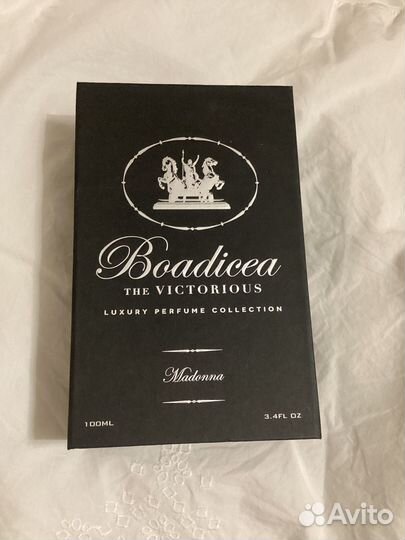 Boadicea
THE VICTORIOUS
LUXURY PERFUME COLLECTION
Madonna
100ML 3.4FL OZ
Avito